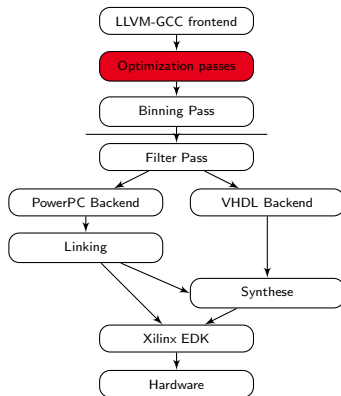 LLVM-GCC frontend
Optimization passes
Binning Pass
Filter Pass
PowerPC Backend
VHDL Backend
Linking
Synthese
Xilinx EDK
Hardware